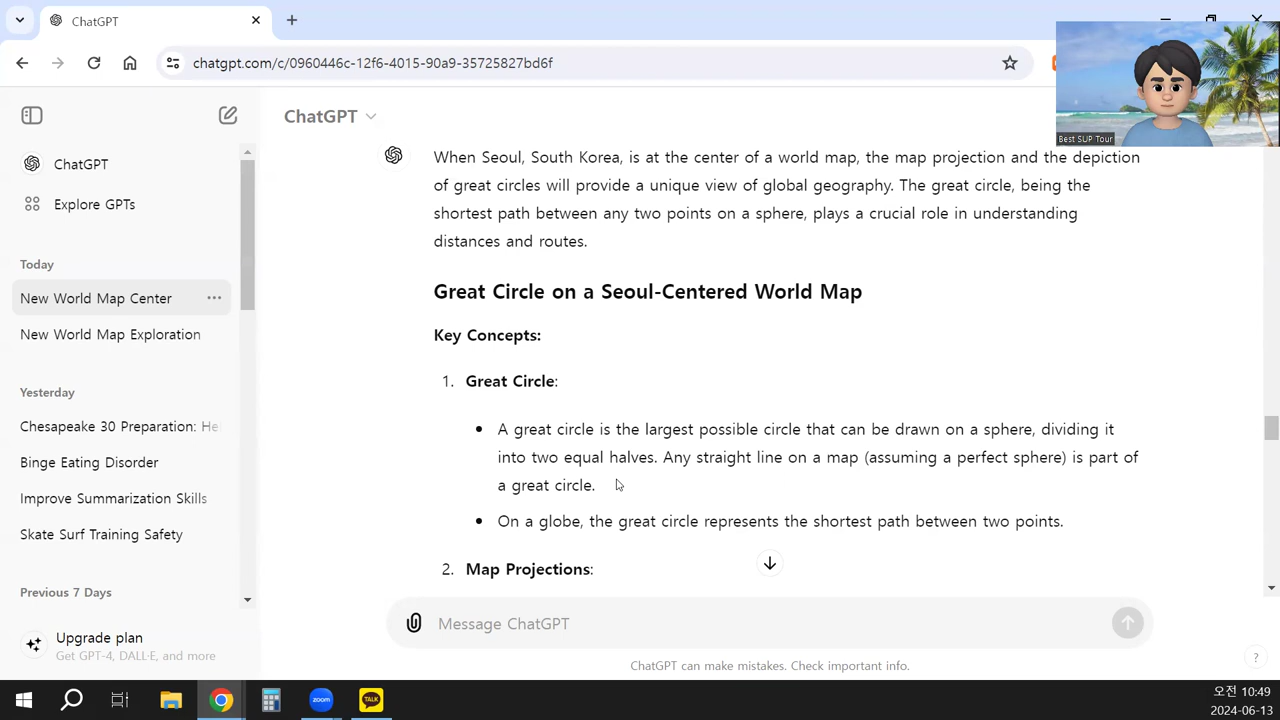 ChatGPT
chatgpt.com/c/0960446c-12f6-4015-90a9-35725827bd6f
Best SUP Tour
ChatGPT
Explore GPTs
Today
New World Map Center
New World Map Exploration
Yesterday
Chesapeake 30 Preparation: He
Binge Eating Disorder
Improve Summarization Skills
Skate Surf Training Safety
Previous 7 Days
Upgrade plan
Get GPT-4, DALL·E, and more
ChatGPT
When Seoul, South Korea, is at the center of a world map, the map projection and the depiction
of great circles will provide a unique view of global geography. The great circle, being the
shortest path between any two points on a sphere, plays a crucial role in understanding
distances and routes.
Great Circle on a Seoul-Centered World Map
Key Concepts:
1. Great Circle:
• A great circle is the largest possible circle that can be drawn on a sphere, dividing it
into two equal halves. Any straight line on a map (assuming a perfect sphere) is part of
a great circle.
• On a globe, the great circle represents the shortest path between two points.
2. Map Projections:
Message ChatGPT
ChatGPT can make mistakes. Check important info.
?
zoom
TALK
오전 10:49
2024-06-13